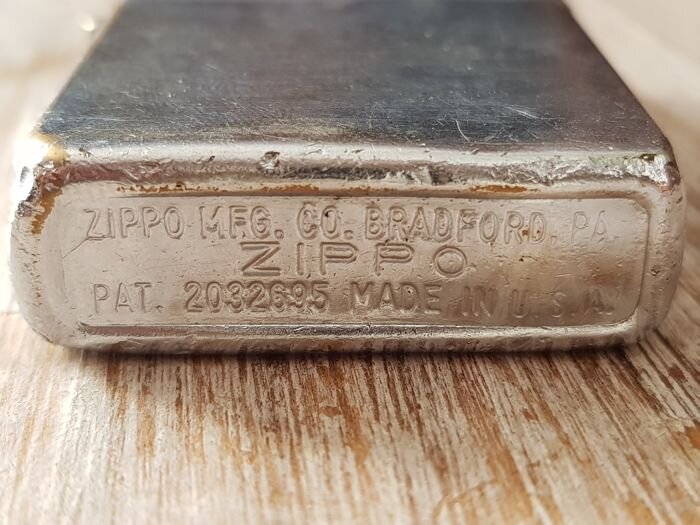 ZIPPO MFG. CO. BRADFORD, PA.
ZIPPO
PAT. 2032695 MADE IN U.S.A.